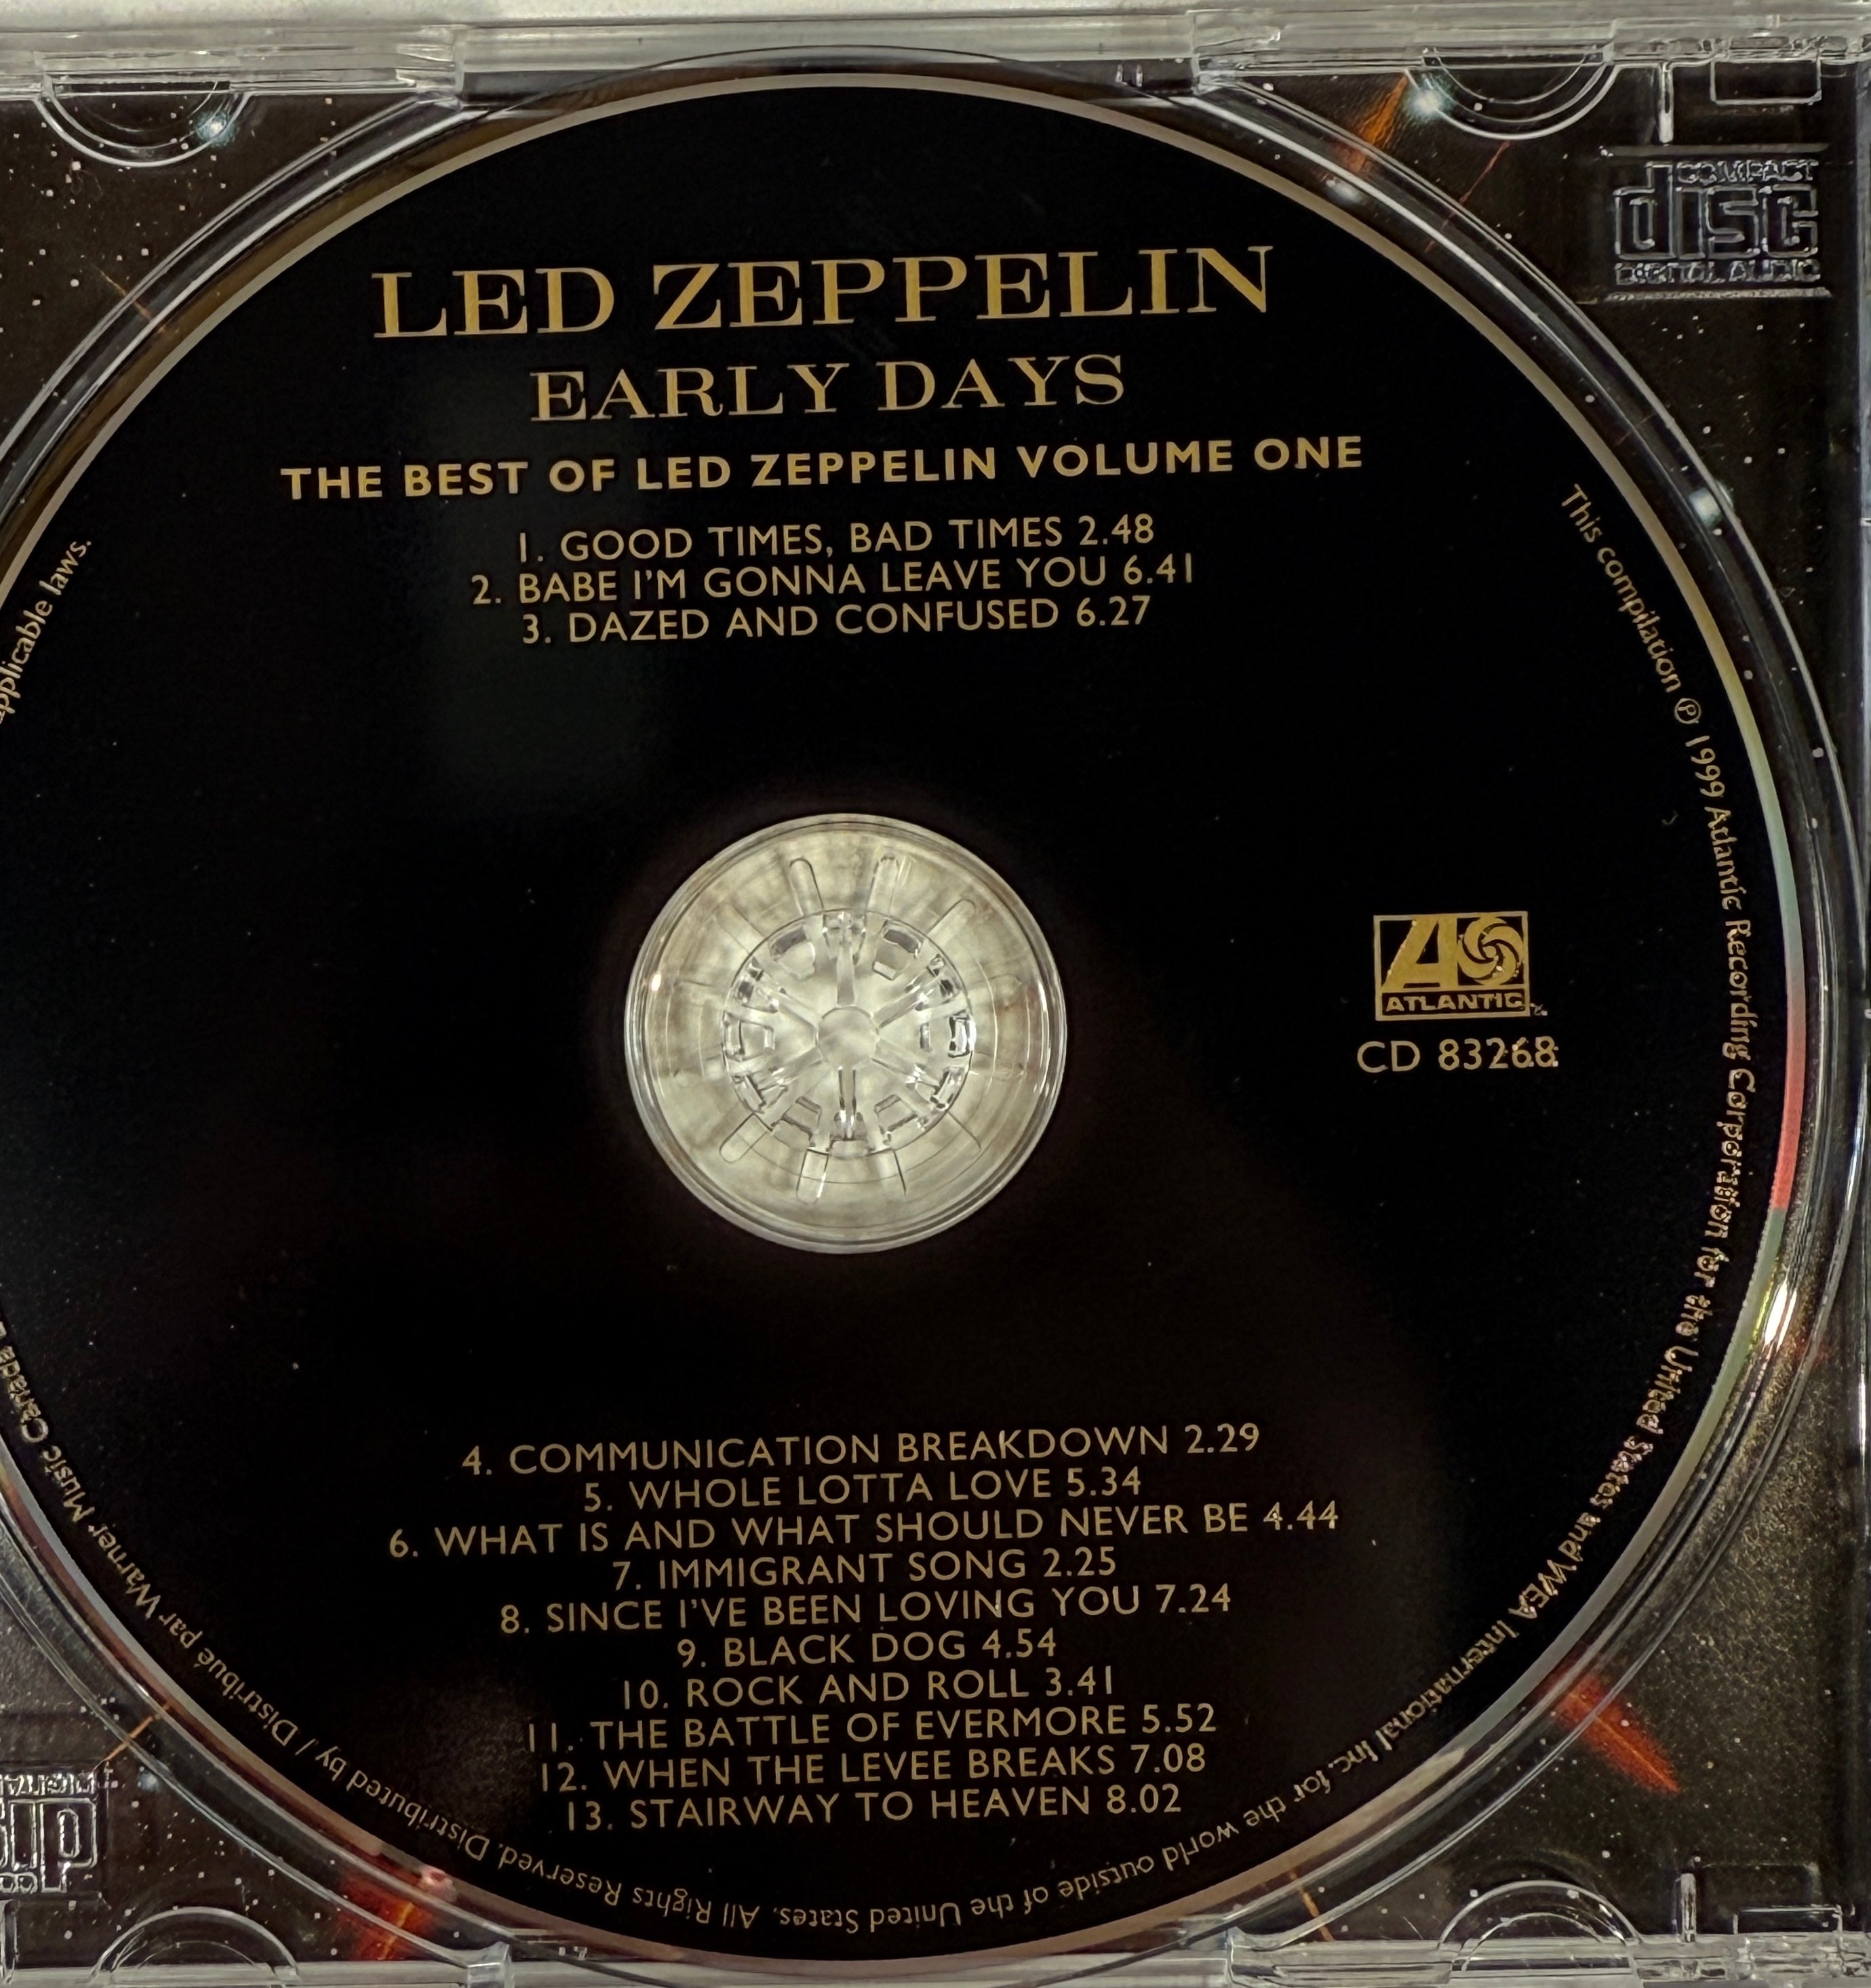 COMPACT
disc
DIGITAL AUDIO
LED ZEPPELIN
EARLY DAYS
THE BEST OF LED ZEPPELIN VOLUME ONE
1. GOOD TIMES, BAD TIMES 2.48
2. BABE I'M GONNA LEAVE YOU 6.41
3. DAZED AND CONFUSED 6.27
ATLANTIC
CD 83268
4. COMMUNICATION BREAKDOWN 2.29
5. WHOLE LOTTA LOVE 5.34
6. WHAT IS AND WHAT SHOULD NEVER BE 4.44
7. IMMIGRANT SONG 2.25
8. SINCE I'VE BEEN LOVING YOU 7.24
9. BLACK DOG 4.54
10. ROCK AND ROLL 3.41
11. THE BATTLE OF EVERMORE 5.52
12. WHEN THE LEVEE BREAKS 7.08
13. STAIRWAY TO HEAVEN 8.02
This compilation ℗ 1999 Atlantic Recording Corporation for the United States and WEA International Inc. for the world outside of the United States. All Rights Reserved. Distributed by / Distribué par Warner Music Canada
applicable laws.